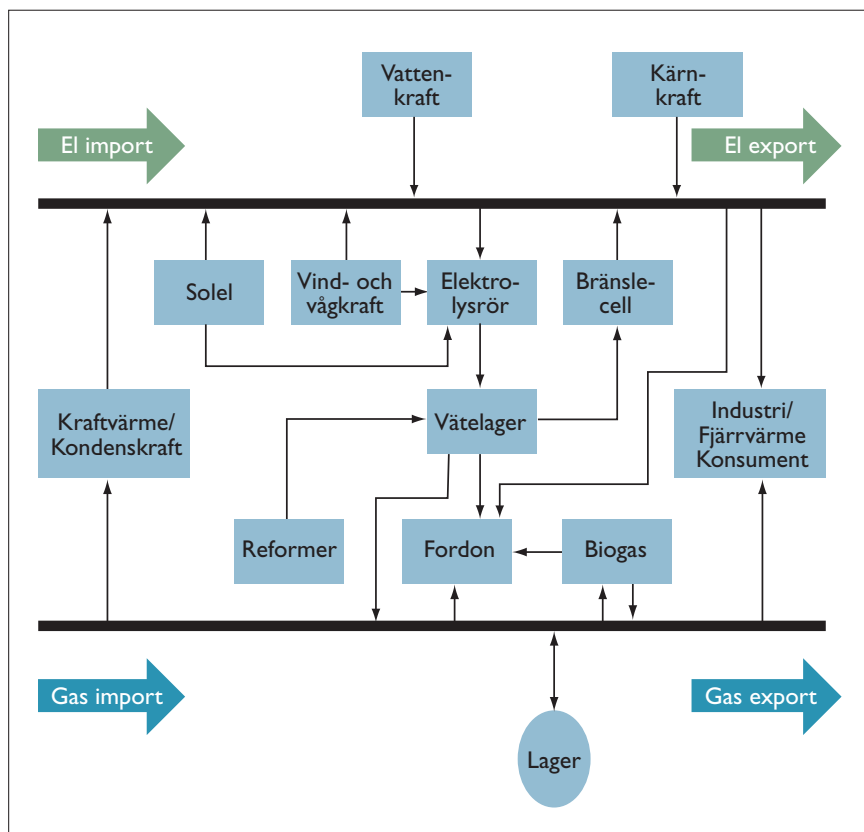 Vatten-
kraft
Kärn-
kraft
El import
El export
Solel
Vind- och
vågkraft
Elektro-
lysrör
Bränsle-
cell
Kraftvärme/
Kondenskraft
Vätelager
Industri/
Fjärrvärme
Konsument
Reformer
Fordon
Biogas
Gas import
Gas export
Lager